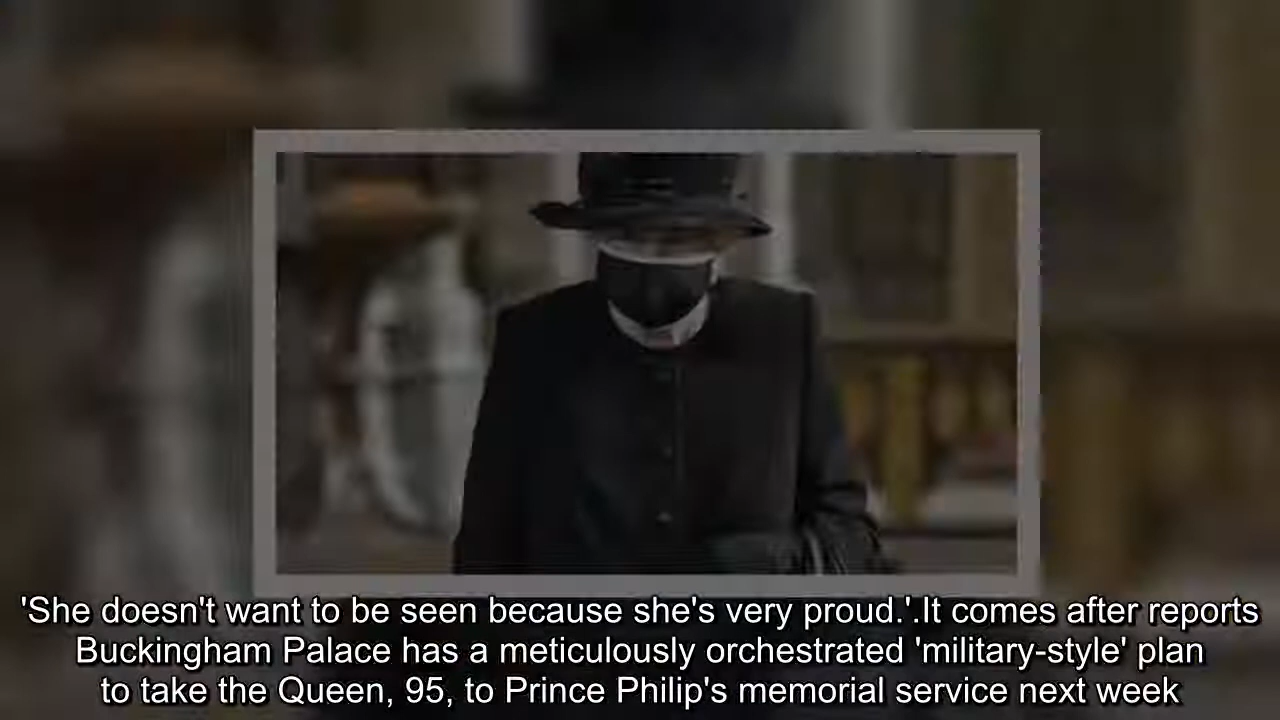 'She doesn't want to be seen because she's very proud.'.It comes after reports
Buckingham Palace has a meticulously orchestrated 'military-style' plan
to take the Queen, 95, to Prince Philip's memorial service next week